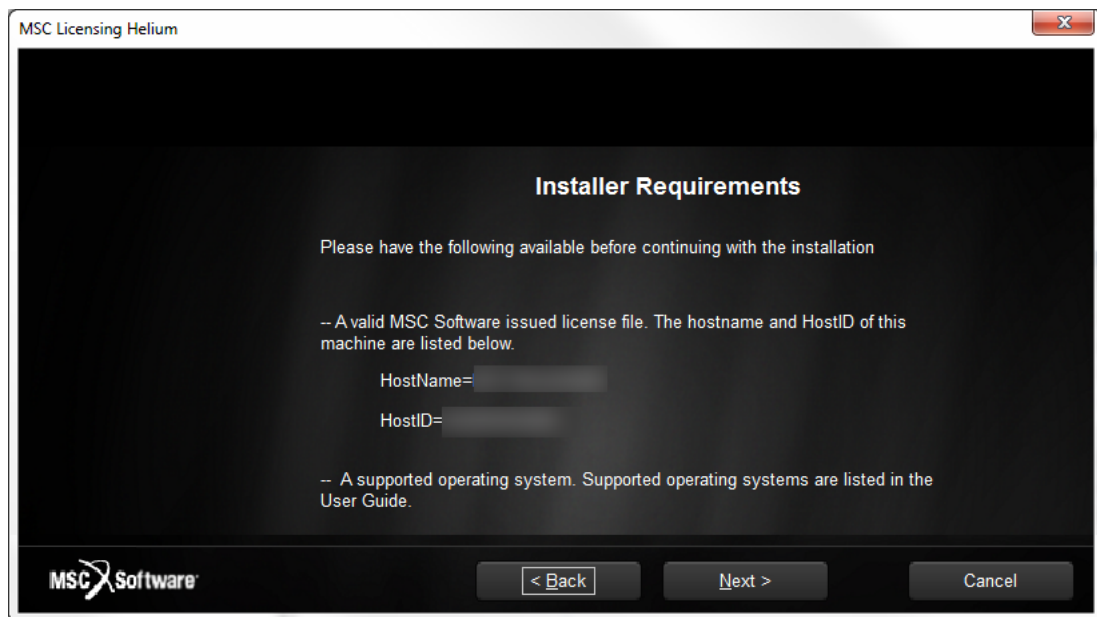 MSC Licensing Helium
Installer Requirements
Please have the following available before continuing with the installation
-- A valid MSC Software issued license file. The hostname and HostID of this
machine are listed below.
HostName=
HostID=
-- A supported operating system. Supported operating systems are listed in the
User Guide.
MSC Software
< Back
Next >
Cancel